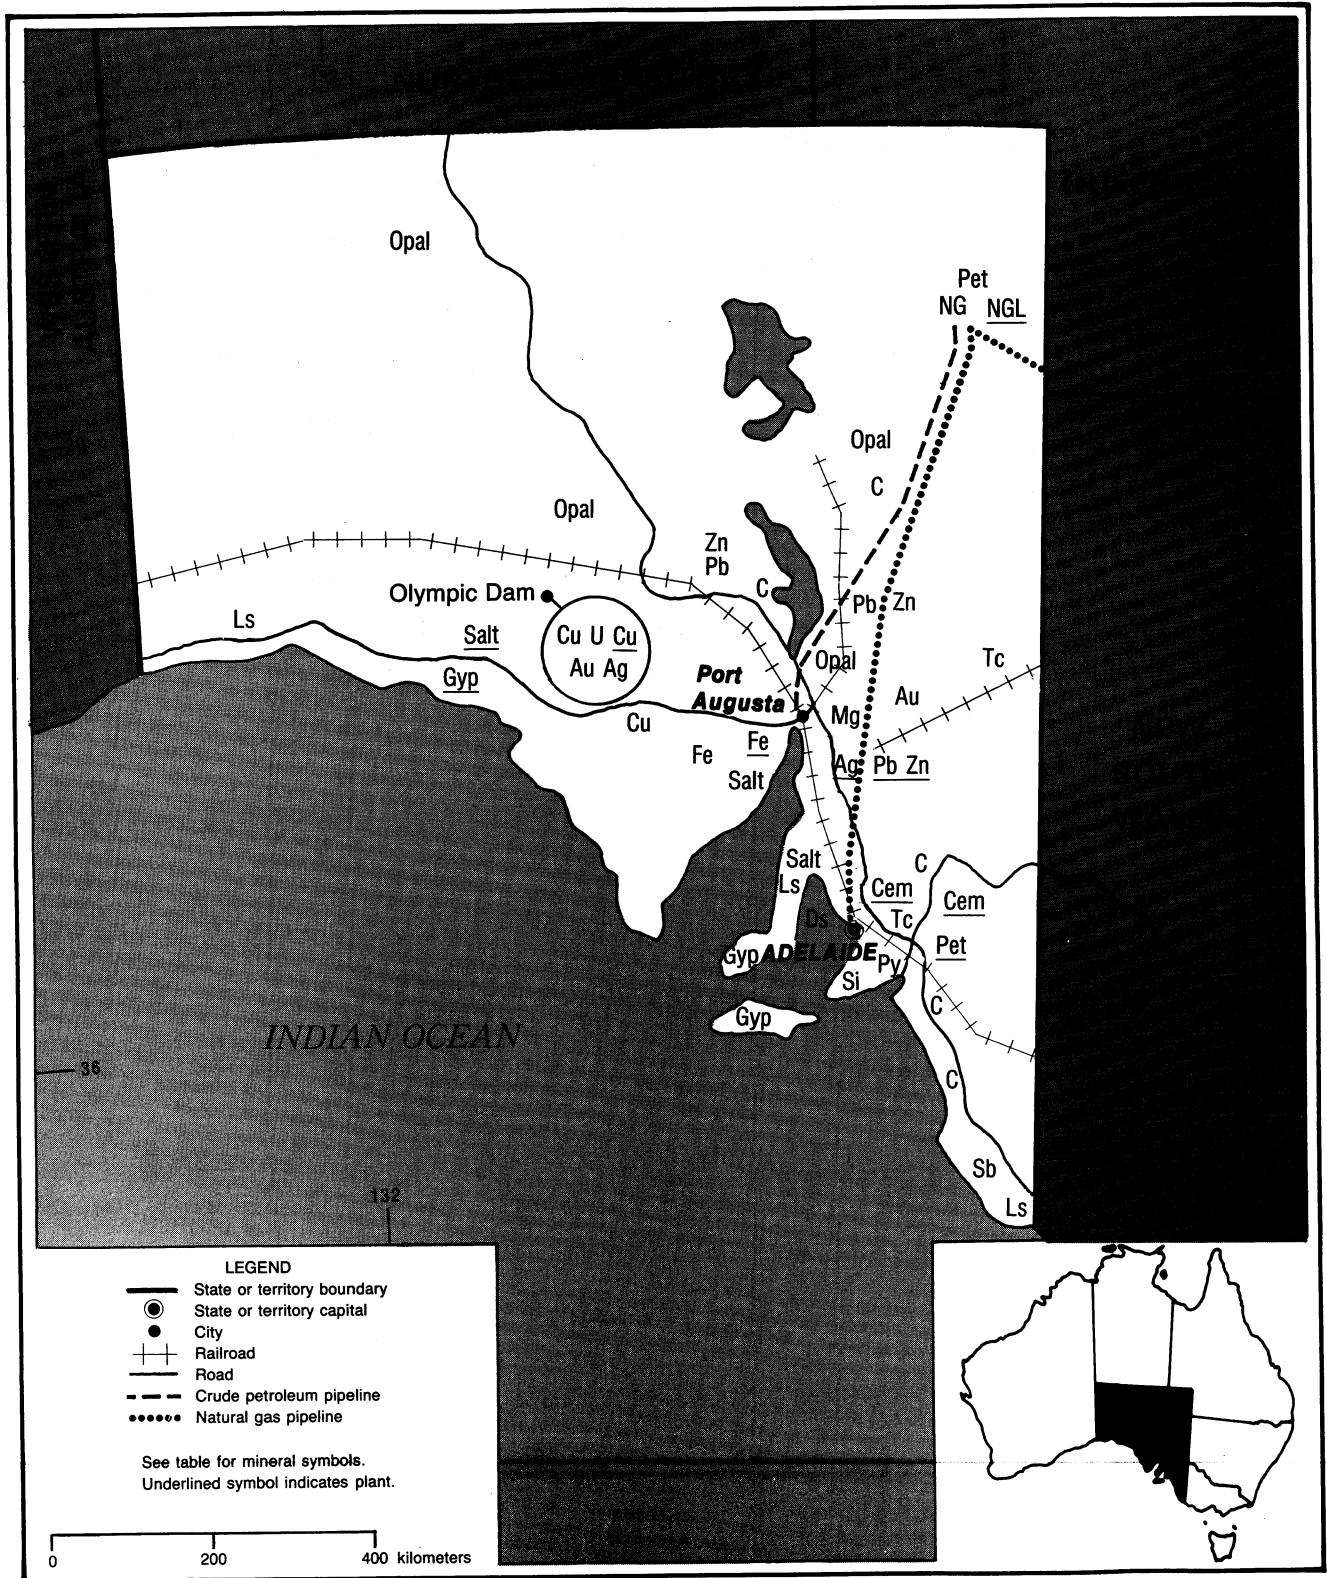 AUSTRALIA
Opal
Pet
NG NGL
Opal
C
Opal
Zn
Pb
C
Pb Zn
Olympic Dam
Cu U Cu
Au Ag
Ls
Salt
Gyp
Opal
Tc
Port
Augusta
Au
Cu
Mg
Fe
Fe
Salt
Ag Pb Zn
Salt
Ls
C
Cem
Cem
Ds
Tc
Gyp
ADELAIDE
Pet
Py
Si
Gyp
C
INDIAN OCEAN
36
C
Sb
Ls
132
LEGEND
State or territory boundary
State or territory capital
City
Railroad
Road
Crude petroleum pipeline
Natural gas pipeline
See table for mineral symbols.
Underlined symbol indicates plant.
0 200 400 kilometers